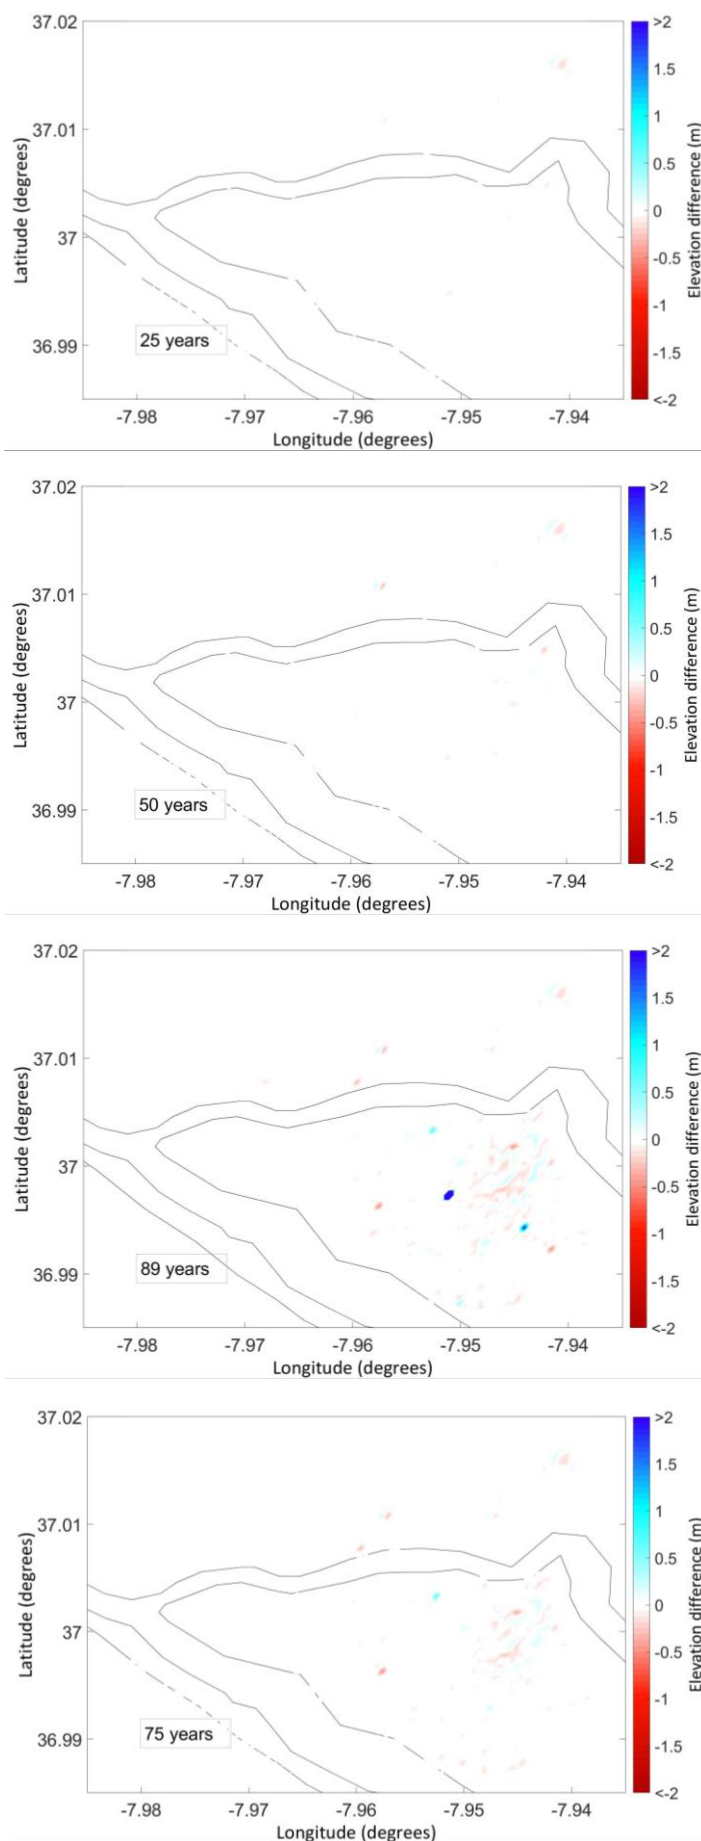 37.02
37.01
37
36.99
Latitude (degrees)
25 years
-7.98 -7.97 -7.96 -7.95 -7.94
Longitude (degrees)
>2
1.5
1
0.5
0
-0.5
-1
-1.5
<-2
Elevation difference (m)
37.02
37.01
37
36.99
Latitude (degrees)
50 years
-7.98 -7.97 -7.96 -7.95 -7.94
Longitude (degrees)
>2
1.5
1
0.5
0
-0.5
-1
-1.5
<-2
Elevation difference (m)
37.02
37.01
37
36.99
Latitude (degrees)
89 years
-7.98 -7.97 -7.96 -7.95 -7.94
Longitude (degrees)
>2
1.5
1
0.5
0
-0.5
-1
-1.5
<-2
Elevation difference (m)
37.02
37.01
37
36.99
Latitude (degrees)
75 years
-7.98 -7.97 -7.96 -7.95 -7.94
Longitude (degrees)
>2
1.5
1
0.5
0
-0.5
-1
-1.5
<-2
Elevation difference (m)